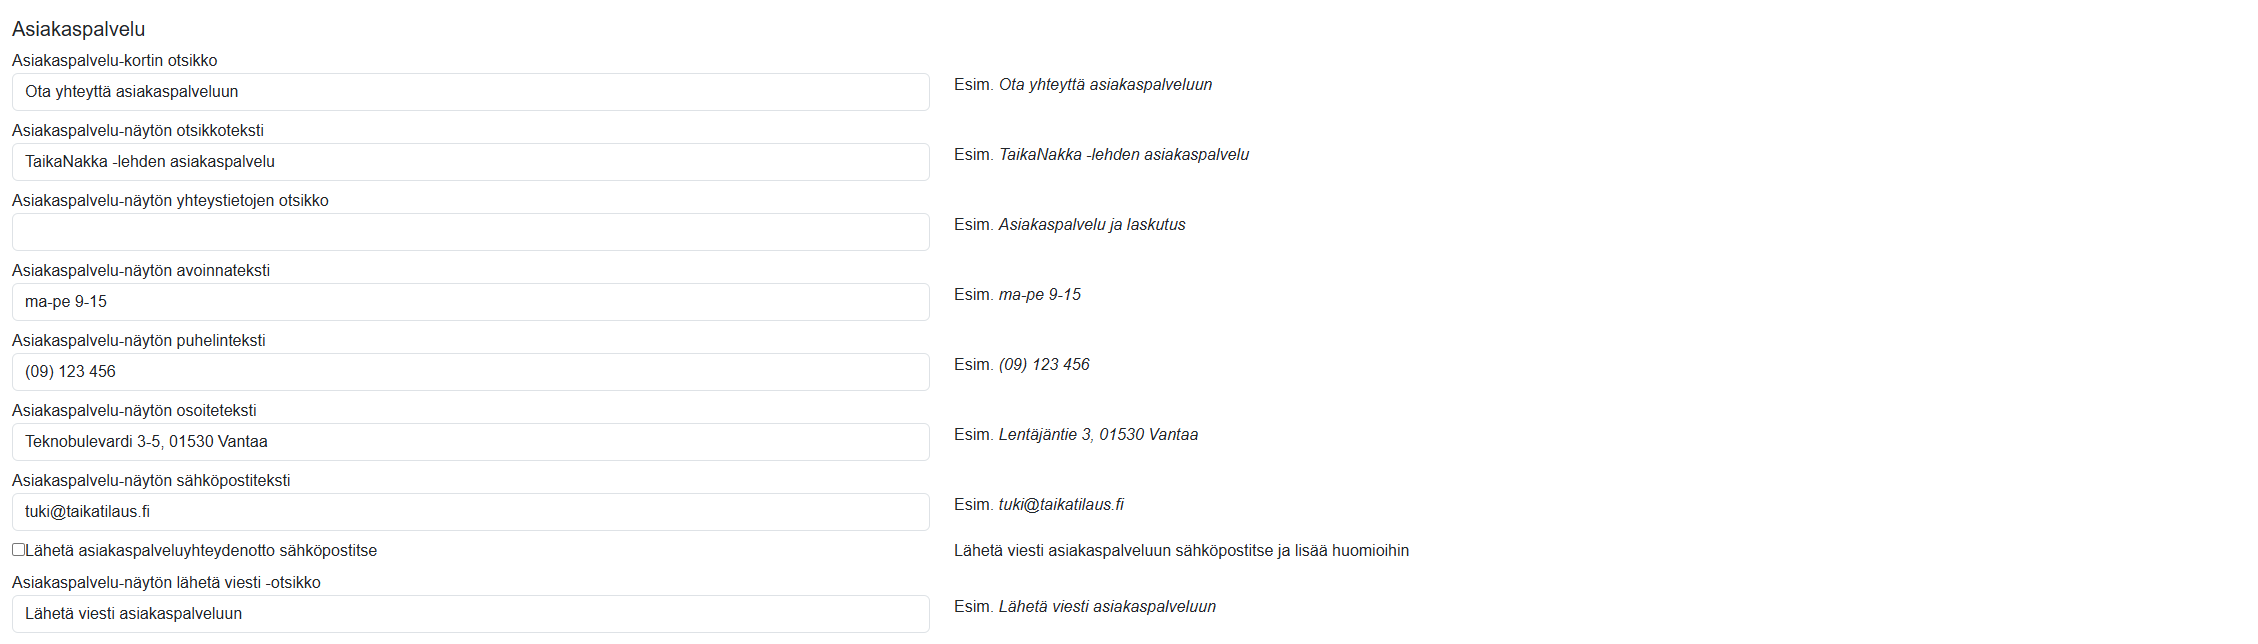 Asiakaspalvelu
Asiakaspalvelu-kortin otsikko
Ota yhteyttä asiakaspalveluun
Esim. Ota yhteyttä asiakaspalveluun
Asiakaspalvelu-näytön otsikkoteksti
TaikaNakka -lehden asiakaspalvelu
Esim. TaikaNakka -lehden asiakaspalvelu
Asiakaspalvelu-näytön yhteystietojen otsikko
Esim. Asiakaspalvelu ja laskutus
Asiakaspalvelu-näytön avoinnateksti
ma-pe 9-15
Esim. ma-pe 9-15
Asiakaspalvelu-näytön puhelinteksti
(09) 123 456
Esim. (09) 123 456
Asiakaspalvelu-näytön osoiteteksti
Teknobulevardi 3-5, 01530 Vantaa
Esim. Lentäjäntie 3, 01530 Vantaa
Asiakaspalvelu-näytön sähköpostiteksti
tuki@taikatilaus.fi
Esim. tuki@taikatilaus.fi
Lähetä asiakaspalveluyhteydenotto sähköpostitse
Lähetä viesti asiakaspalveluun sähköpostitse ja lisää huomioihin
Asiakaspalvelu-näytön lähetä viesti -otsikko
Lähetä viesti asiakaspalveluun
Esim. Lähetä viesti asiakaspalveluun